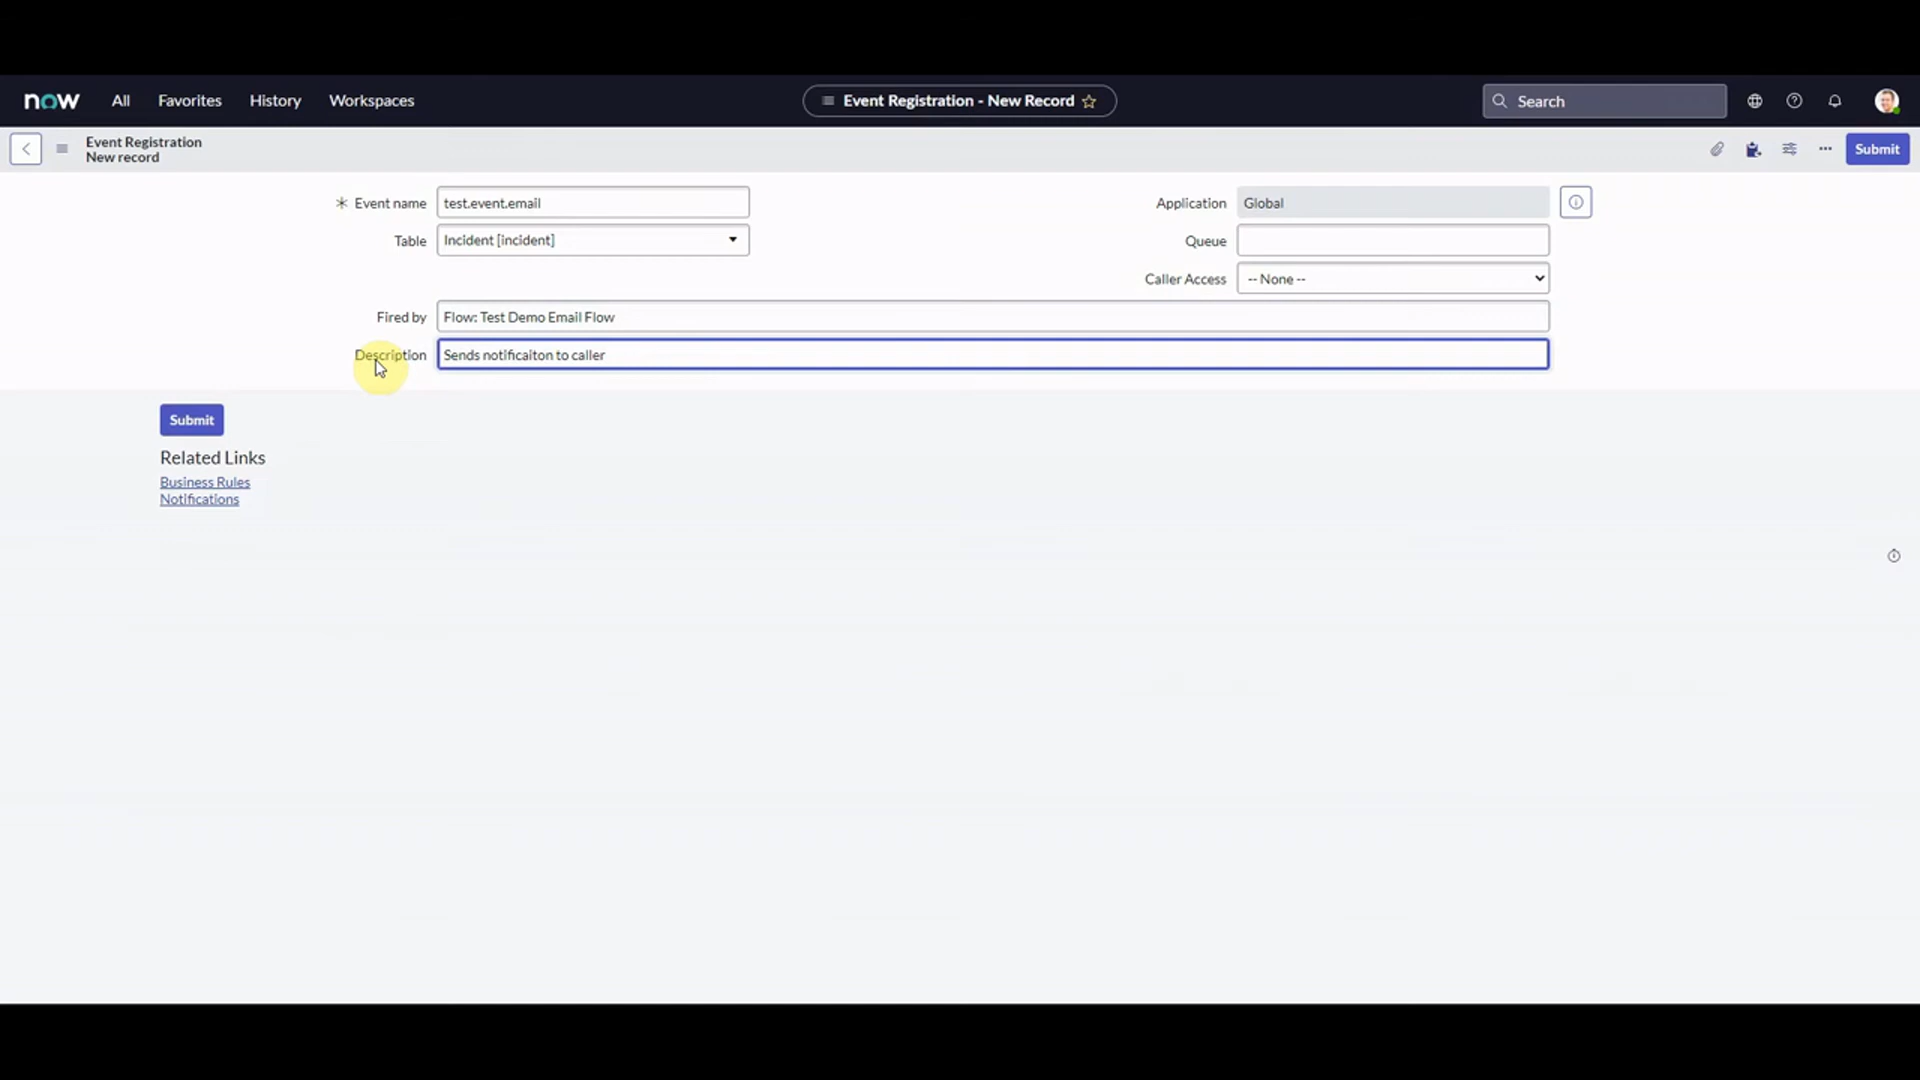 now All Favorites History Workspaces Event Registration - New Record Search
Event Registration
New record
Submit
Event name test.event.email
Application Global
Table Incident [incident]
Queue
Caller Access -- None --
Fired by Flow: Test Demo Email Flow
Description Sends notificaiton to caller
Submit
Related Links
Business Rules
Notifications